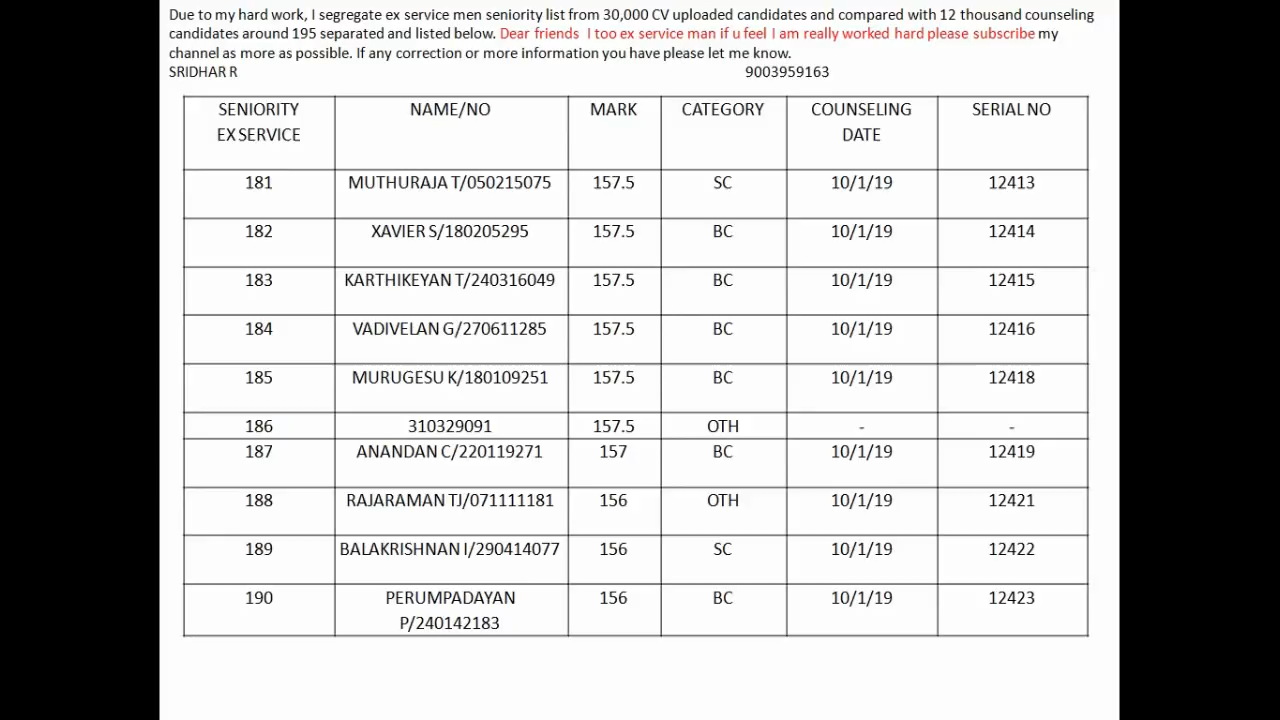 Due to my hard work, I segregate ex service men seniority list from 30,000 CV uploaded candidates and compared with 12 thousand counseling
candidates around 195 separated and listed below. Dear friends I too ex service man if u feel I am really worked hard please subscribe my
channel as more as possible. If any correction or more information you have please let me know.
SRIDHAR R 9003959163
SENIORITY EX SERVICE NAME/NO MARK CATEGORY COUNSELING DATE SERIAL NO
181 MUTHURAJA T/050215075 157.5 SC 10/1/19 12413
182 XAVIER S/180205295 157.5 BC 10/1/19 12414
183 KARTHIKEYAN T/240316049 157.5 BC 10/1/19 12415
184 VADIVELAN G/270611285 157.5 BC 10/1/19 12416
185 MURUGESU K/180109251 157.5 BC 10/1/19 12418
186 310329091 157.5 OTH - -
187 ANANDAN C/220119271 157 BC 10/1/19 12419
188 RAJARAMAN TJ/071111181 156 OTH 10/1/19 12421
189 BALAKRISHNAN I/290414077 156 SC 10/1/19 12422
190 PERUMPADAYAN P/240142183 156 BC 10/1/19 12423